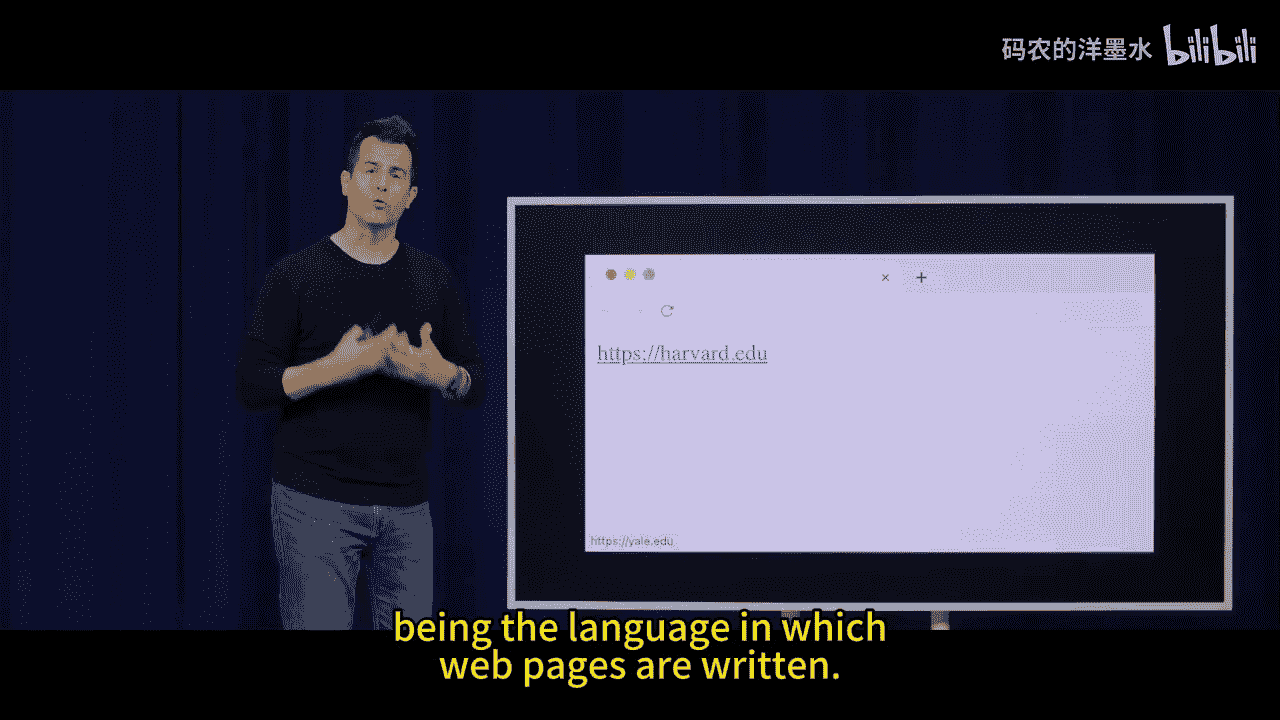 码农的洋墨水 bilibili
https://harvard.edu
https://yale.edu
being the language in which
web pages are written.